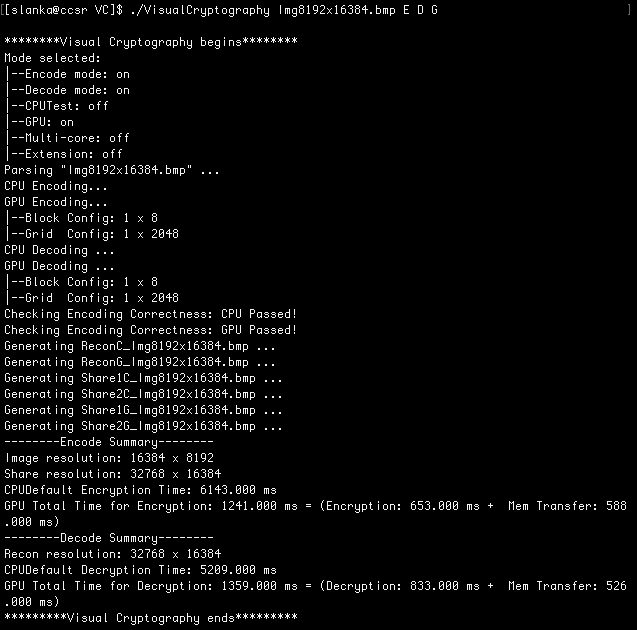 [[slanka@ccsr VC]$ ./VisualCryptography Img8192x16384.bmp E D G ]
********Visual Cryptography begins********
Mode selected:
|--Encode mode: on
|--Decode mode: on
|--CPUTest: off
|--GPU: on
|--Multi-core: off
|--Extension: off
Parsing "Img8192x16384.bmp" ...
CPU Encoding...
GPU Encoding...
|--Block Config: 1 x 8
|--Grid  Config: 1 x 2048
CPU Decoding ...
GPU Decoding ...
|--Block Config: 1 x 8
|--Grid  Config: 1 x 2048
Checking Encoding Correctness: CPU Passed!
Checking Encoding Correctness: GPU Passed!
Generating ReconC_Img8192x16384.bmp ...
Generating ReconG_Img8192x16384.bmp ...
Generating Share1C_Img8192x16384.bmp ...
Generating Share2C_Img8192x16384.bmp ...
Generating Share1G_Img8192x16384.bmp ...
Generating Share2G_Img8192x16384.bmp ...
--------Encode Summary--------
Image resolution: 16384 x 8192
Share resolution: 32768 x 16384
CPUDefault Encryption Time: 6143.000 ms
GPU Total Time for Encryption: 1241.000 ms = (Encryption: 653.000 ms +  Mem Transfer: 588
.000 ms)
--------Decode Summary--------
Recon resolution: 32768 x 16384
CPUDefault Decryption Time: 5209.000 ms
GPU Total Time for Decryption: 1359.000 ms = (Decryption: 833.000 ms +  Mem Transfer: 526
.000 ms)
*********Visual Cryptography ends*********